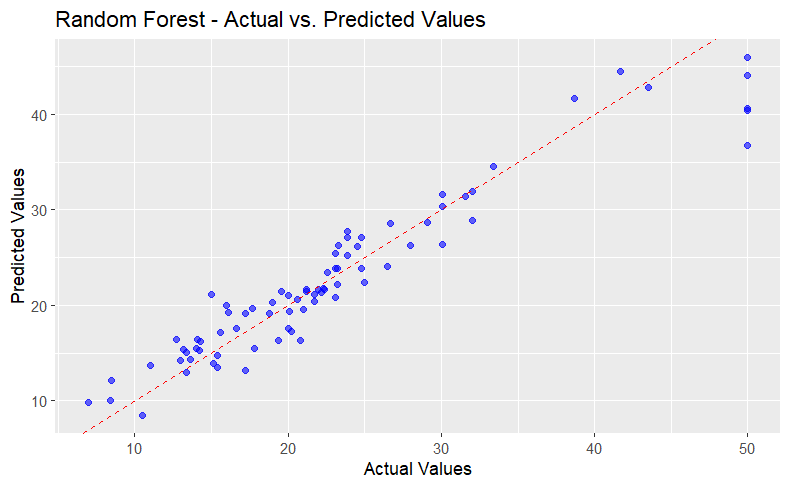 Random Forest - Actual vs. Predicted Values
Predicted Values
40
30
20
10
10 20 30 40 50
Actual Values